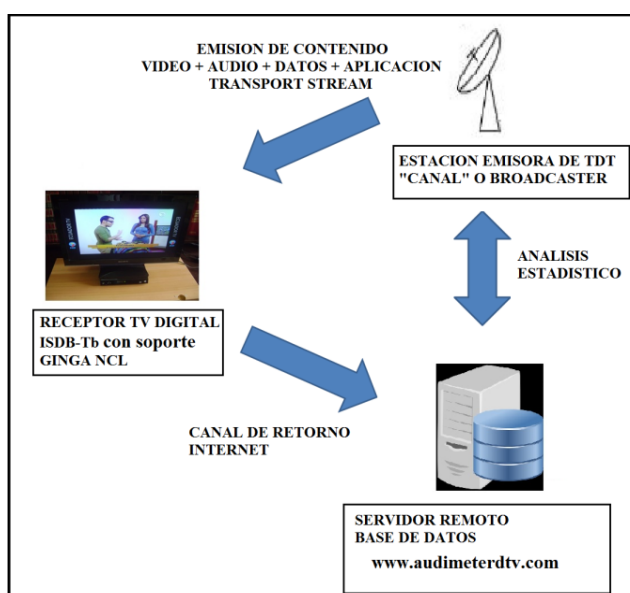 EMISION DE CONTENIDO
VIDEO + AUDIO + DATOS + APLICACION
TRANSPORT STREAM
ESTACION EMISORA DE TDT
"CANAL" O BROADCASTER
ANALISIS
ESTADISTICO
RECEPTOR TV DIGITAL
ISDB-Tb con soporte
GINGA NCL
CANAL DE RETORNO
INTERNET
SERVIDOR REMOTO
BASE DE DATOS
www.audimeterdtv.com